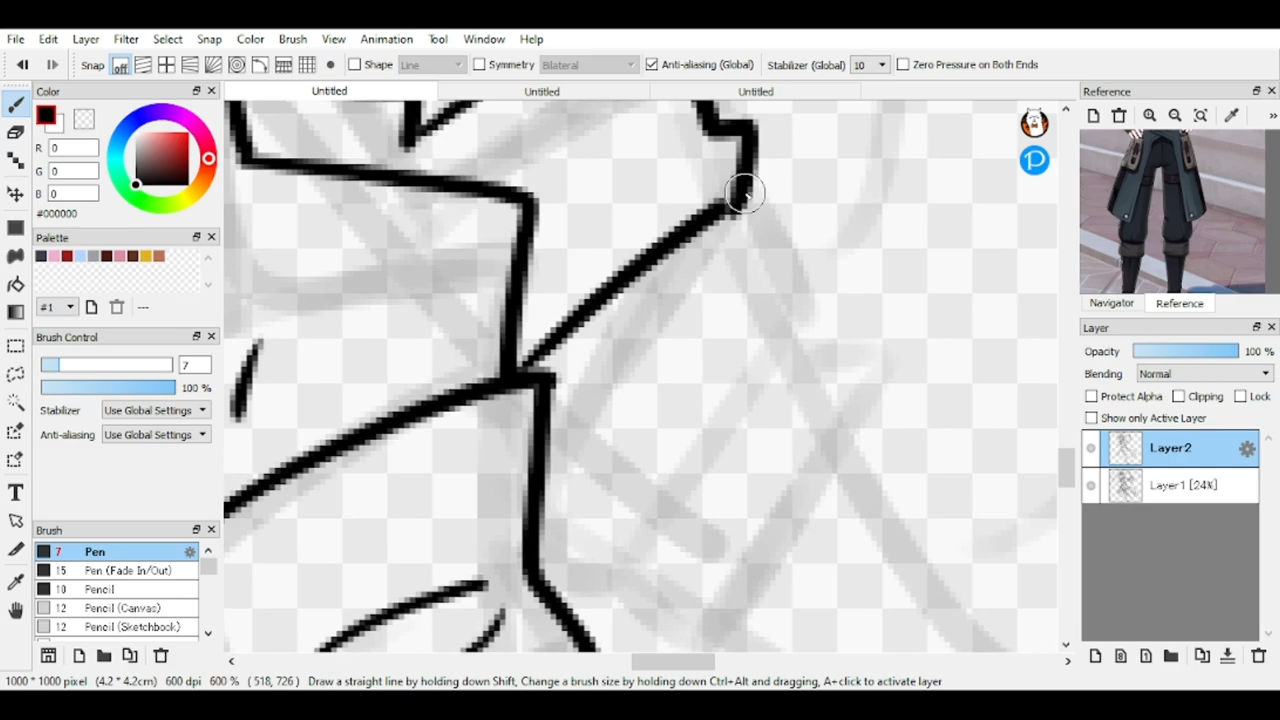 File Edit Layer Filter Select Snap Color Brush View Animation Tool Window Help
Snap off Shape Line Symmetry Bilateral Anti-aliasing (Global) Stabilizer (Global) 10 Zero Pressure on Both Ends
Color
R 0
G 0
B 0
#000000
Palette
#1 ---
Brush Control
7
100 %
Stabilizer Use Global Settings
Anti-aliasing Use Global Settings
Brush
7 Pen
15 Pen (Fade In/Out)
10 Pencil
12 Pencil (Canvas)
12 Pencil (Sketchbook)
Untitled Untitled Untitled
P
Reference
Navigator Reference
Layer
Opacity 100 %
Blending Normal
Protect Alpha Clipping Lock
Show only Active Layer
Layer2
Layer1 [24%]
1000 * 1000 pixel (4.2 * 4.2cm) 600 dpi 600 % ( 518, 726 ) Draw a straight line by holding down Shift, Change a brush size by holding down Ctrl+Alt and dragging, A+click to activate layer